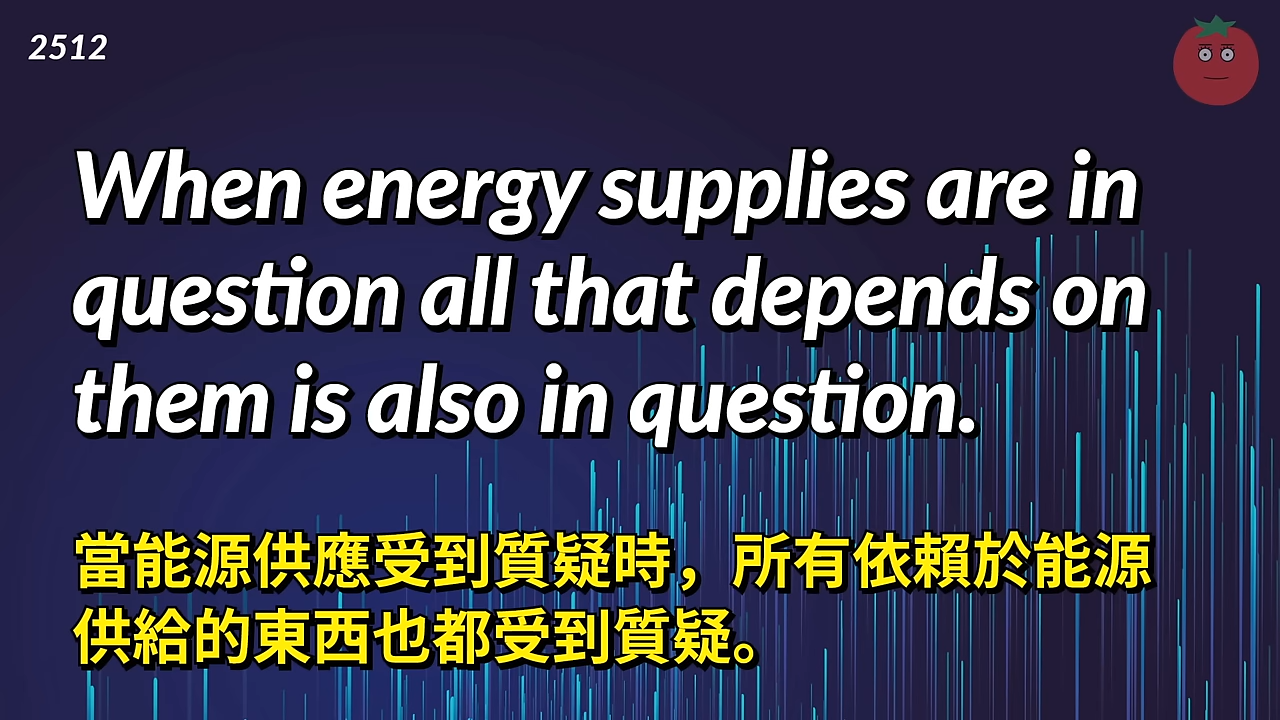 2512
When energy supplies are in
question all that depends on
them is also in question.
當能源供應受到質疑時，所有依賴於能源
供給的東西也都受到質疑。